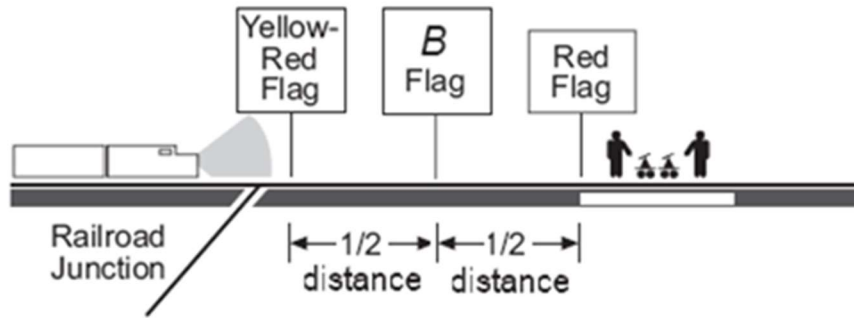 Yellow-
Red
Flag
B
Flag
Red
Flag
Railroad
Junction
1/2
distance
1/2
distance